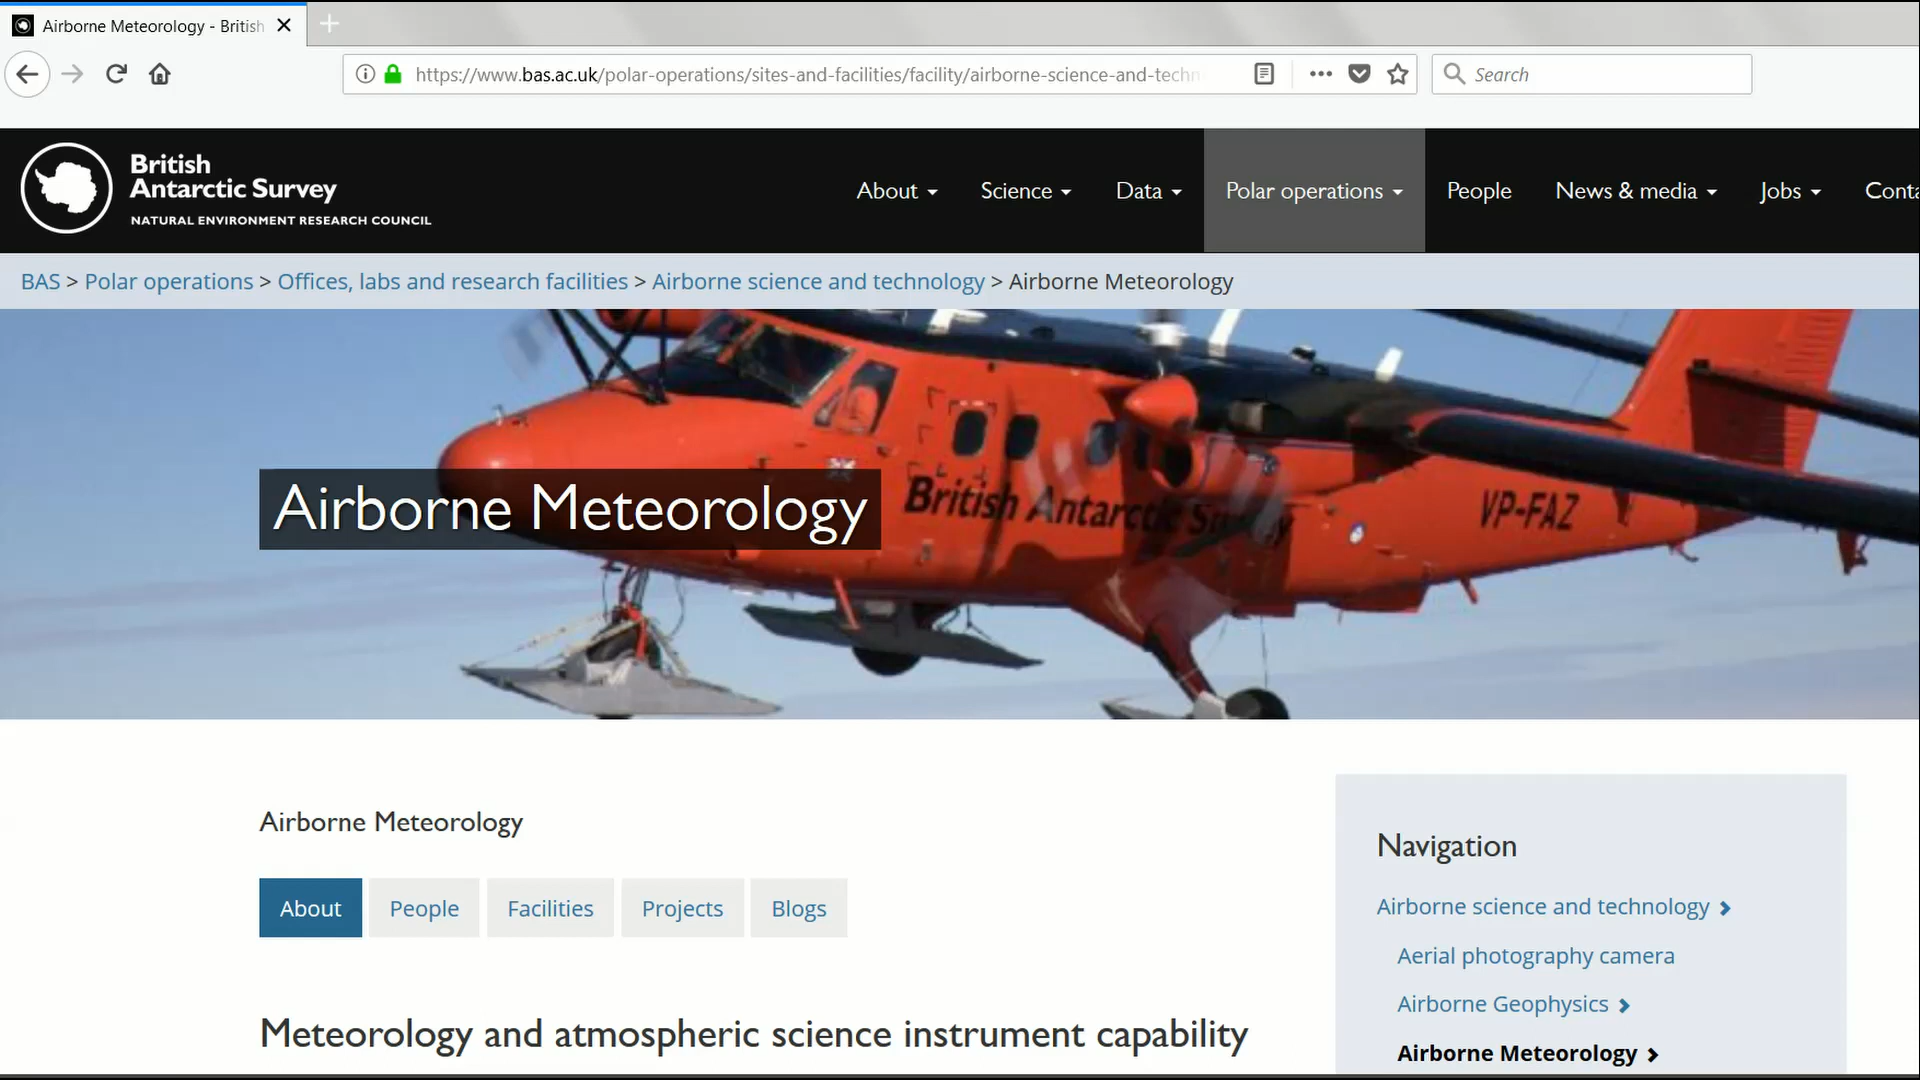 Airborne Meteorology - British
https://www.bas.ac.uk/polar-operations/sites-and-facilities/facility/airborne-science-and-techn
Search
British
Antarctic Survey
NATURAL ENVIRONMENT RESEARCH COUNCIL
About
Science
Data
Polar operations
People
News & media
Jobs
Conta
BAS > Polar operations > Offices, labs and research facilities > Airborne science and technology > Airborne Meteorology
British Antarctic Survey
VP-FAZ
Airborne Meteorology
Airborne Meteorology
About
People
Facilities
Projects
Blogs
Meteorology and atmospheric science instrument capability
Navigation
Airborne science and technology
Aerial photography camera
Airborne Geophysics
Airborne Meteorology